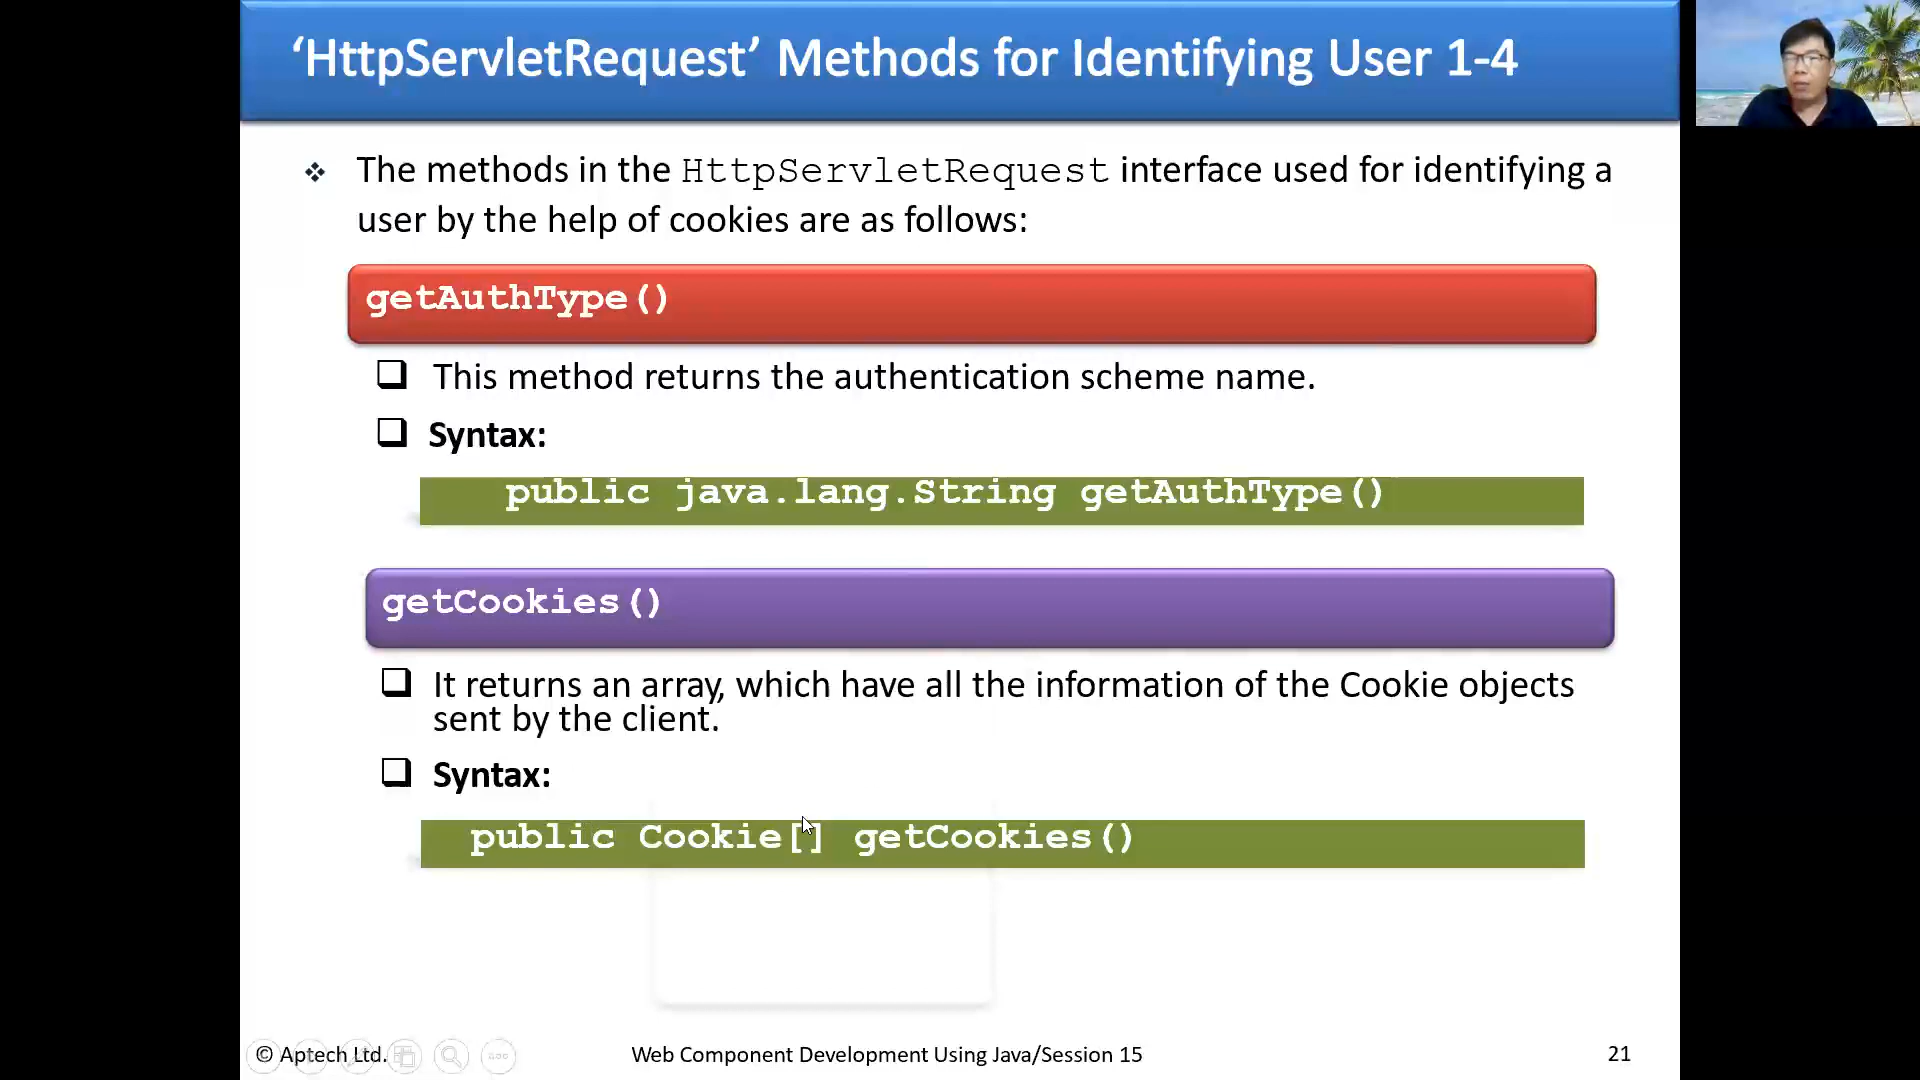 ‘HttpServletRequest’ Methods for Identifying User 1-4
The methods in the HttpServletRequest interface used for identifying a
user by the help of cookies are as follows:
getAuthType()
This method returns the authentication scheme name.
Syntax:
public java.lang.String getAuthType()
getCookies()
It returns an array, which have all the information of the Cookie objects
sent by the client.
Syntax:
public Cookie[] getCookies()
© Aptech Ltd.
Web Component Development Using Java/Session 15
21